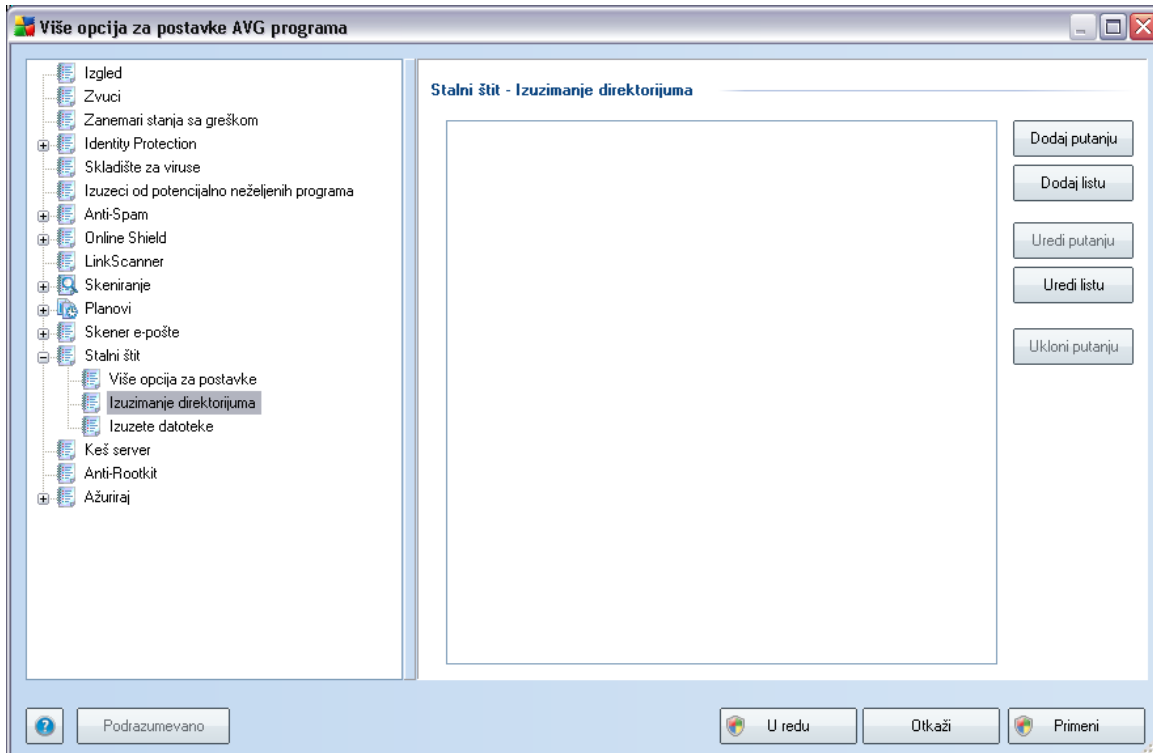 Više opcija za postavke AVG programa
Izgled
Zvuci
Zanemari stanja sa greškom
Identity Protection
Skladište za viruse
Izuzeci od potencijalno neželjenih programa
Anti-Spam
Online Shield
LinkScanner
Skeniranje
Planovi
Skener e-pošte
Stalni štit
Više opcija za postavke
Izuzimanje direktorijuma
Izuzete datoteke
Keš server
Anti-Rootkit
Ažuriraj
Stalni štit - Izuzimanje direktorijuma
Dodaj putanju
Dodaj listu
Uredi putanju
Uredi listu
Ukloni putanju
?
Podrazumevano
U redu
Otkaži
Primeni